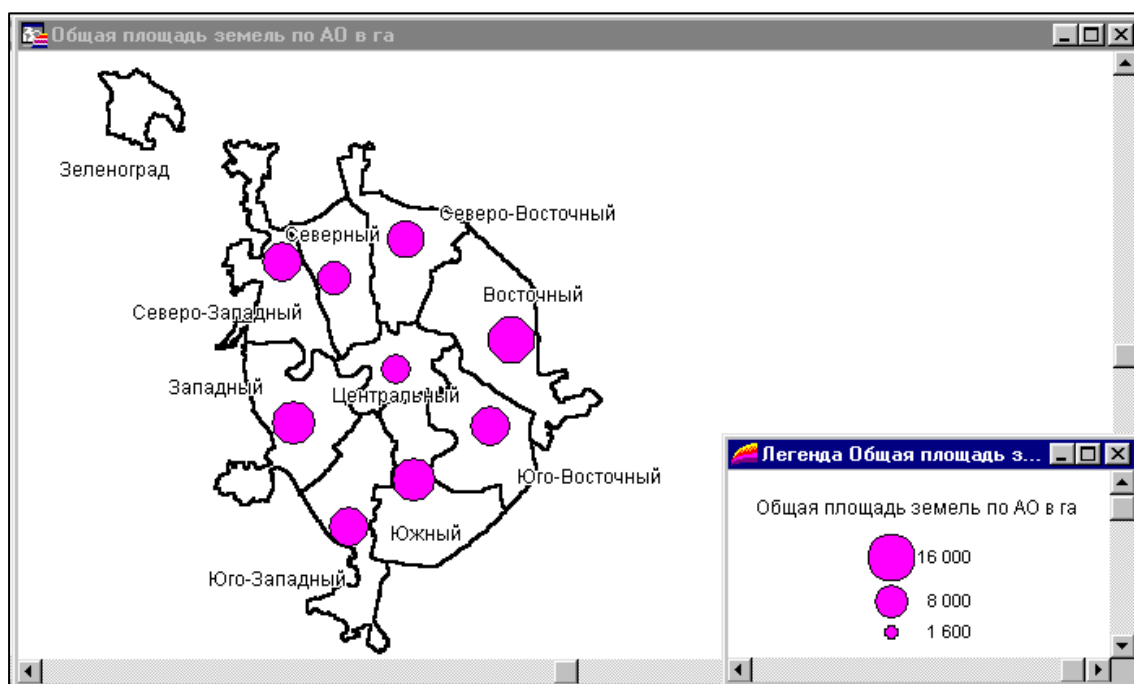 Общая площадь земель по АО в га
Зеленоград
Северо-Восточный
Северный
Восточный
Северо-Западный
Западный
Центральный
Юго-Восточный
Южный
Юго-Западный
Легенда Общая площадь з...
Общая площадь земель по АО в га
16 000
8 000
1 600